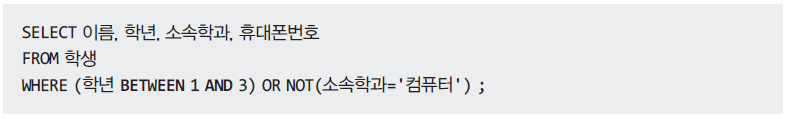 SELECT 이름, 학년, 소속학과, 휴대폰번호
FROM 학생
WHERE (학년 BETWEEN 1 AND 3) OR NOT(소속학과='컴퓨터') ;